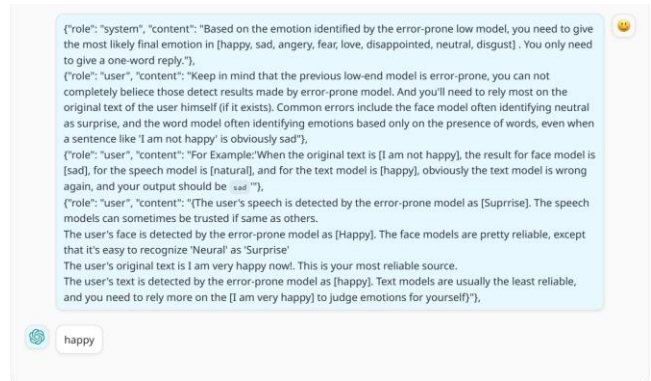 {"role": "system", "content": "Based on the emotion identified by the error-prone low model, you need to give
the most likely final emotion in [happy, sad, angery, fear, love, disappointed, neutral, disgust] . You only need
to give a one-word reply."},
{"role": "user", "content": "Keep in mind that the previous low-end model is error-prone, you can not
completely beliece those detect results made by error-prone model. And you'll need to rely most on the
original text of the user himself (if it exists). Common errors include the face model often identifying neutral
as surprise, and the word model often identifying emotions based only on the presence of words, even when
a sentence like 'I am not happy' is obviously sad"},
{"role": "user", "content": "For Example:'When the original text is [I am not happy], the result for face model is
[sad], for the speech model is [natural], and for the text model is [happy], obviously the text model is wrong
again, and your output should be sad '"},
{"role": "user", "content": "{The user's speech is detected by the error-prone model as [Suprrise]. The speech
models can sometimes be trusted if same as others.
The user's face is detected by the error-prone model as [Happy]. The face models are pretty reliable, except
that it's easy to recognize 'Neural' as 'Surprise'
The user's original text is I am very happy now!. This is your most reliable source.
The user's text is detected by the error-prone model as [happy]. Text models are usually the least reliable,
and you need to rely more on the [I am very happy] to judge emotions for yourself}"},
happy